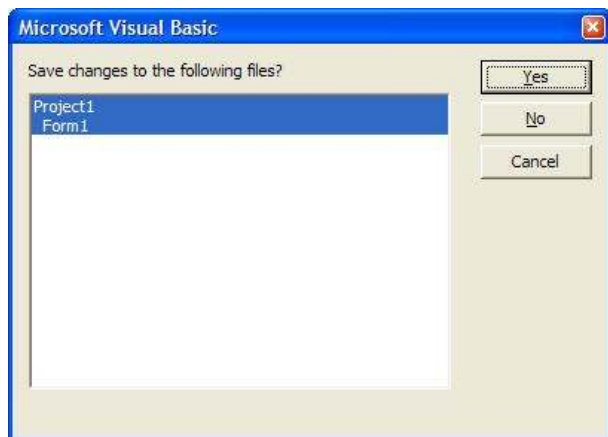 Microsoft Visual Basic
Save changes to the following files?
Project1
Form1
Yes
No
Cancel